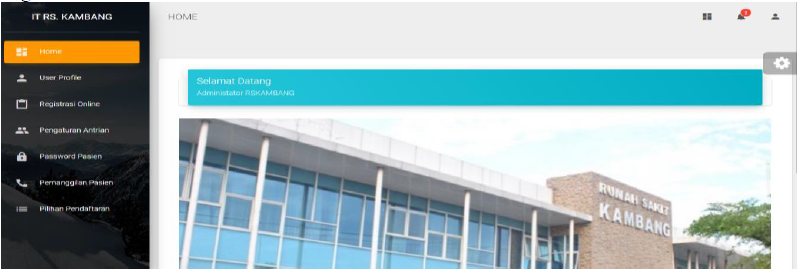 IT RS. KAMBANG
HOME
Home
User Profile
Registrasi Online
Pengaturan Antrian
Password Pasien
Pemanggilan Pasien
Pilihan Pendaftaran
Selamat Datang
Administator RSKAMBANG
RUMAH SAKIT
KAMBANG